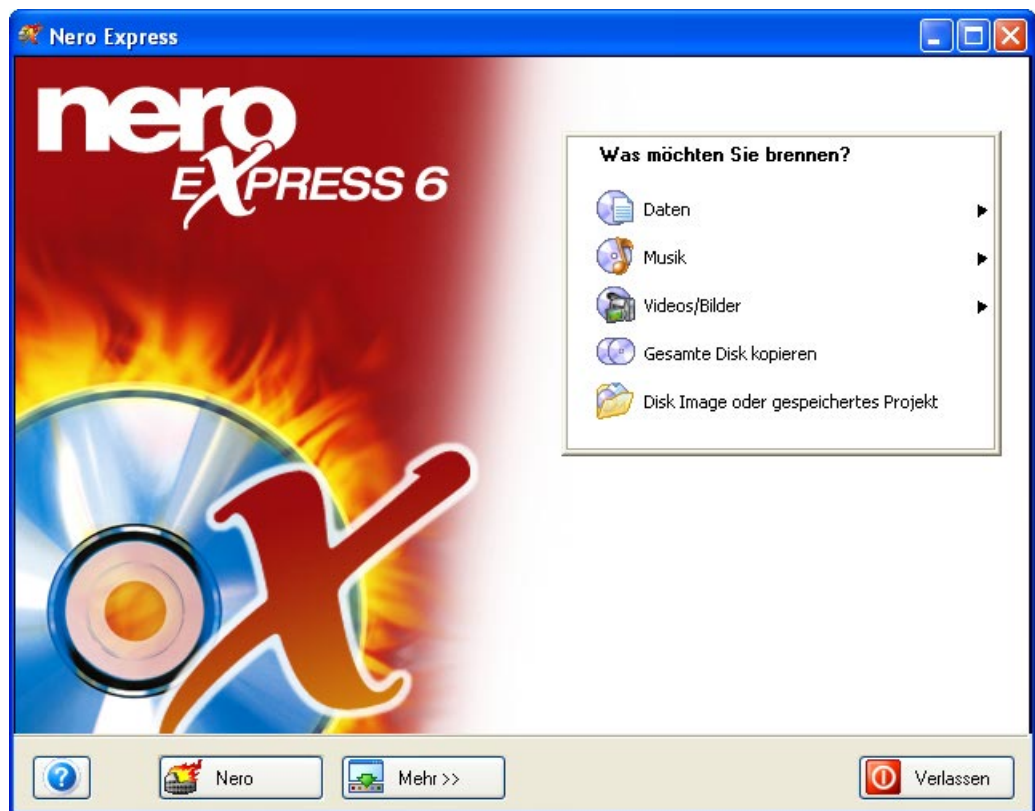 Nero Express
nero
EXPRESS 6
Was möchten Sie brennen?
Daten
Musik
Videos/Bilder
Gesamte Disk kopieren
Disk Image oder gespeichertes Projekt
X
?
Nero
Mehr >>
Verlassen